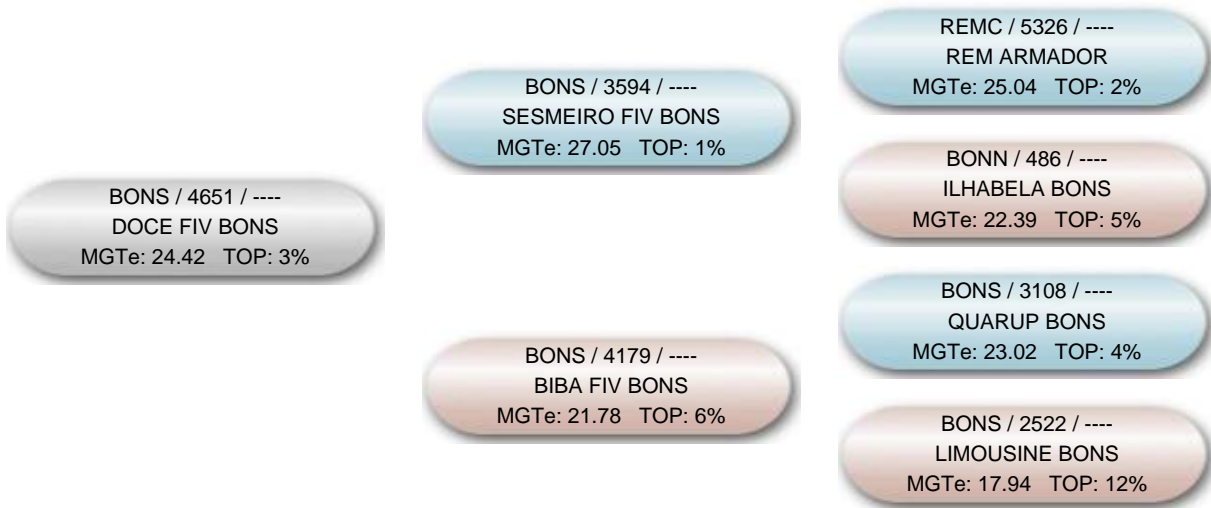 BONS / 4651 / ----
DOCE FIV BONS
MGTe: 24.42 TOP: 3%
BONS / 3594 / ----
SESMEIRO FIV BONS
MGTe: 27.05 TOP: 1%
BONS / 4179 / ----
BIBA FIV BONS
MGTe: 21.78 TOP: 6%
REMC / 5326 / ----
REM ARMADOR
MGTe: 25.04 TOP: 2%
BONN / 486 / ----
ILHABELA BONS
MGTe: 22.39 TOP: 5%
BONS / 3108 / ----
QUARUP BONS
MGTe: 23.02 TOP: 4%
BONS / 2522 / ----
LIMOUSINE BONS
MGTe: 17.94 TOP: 12%